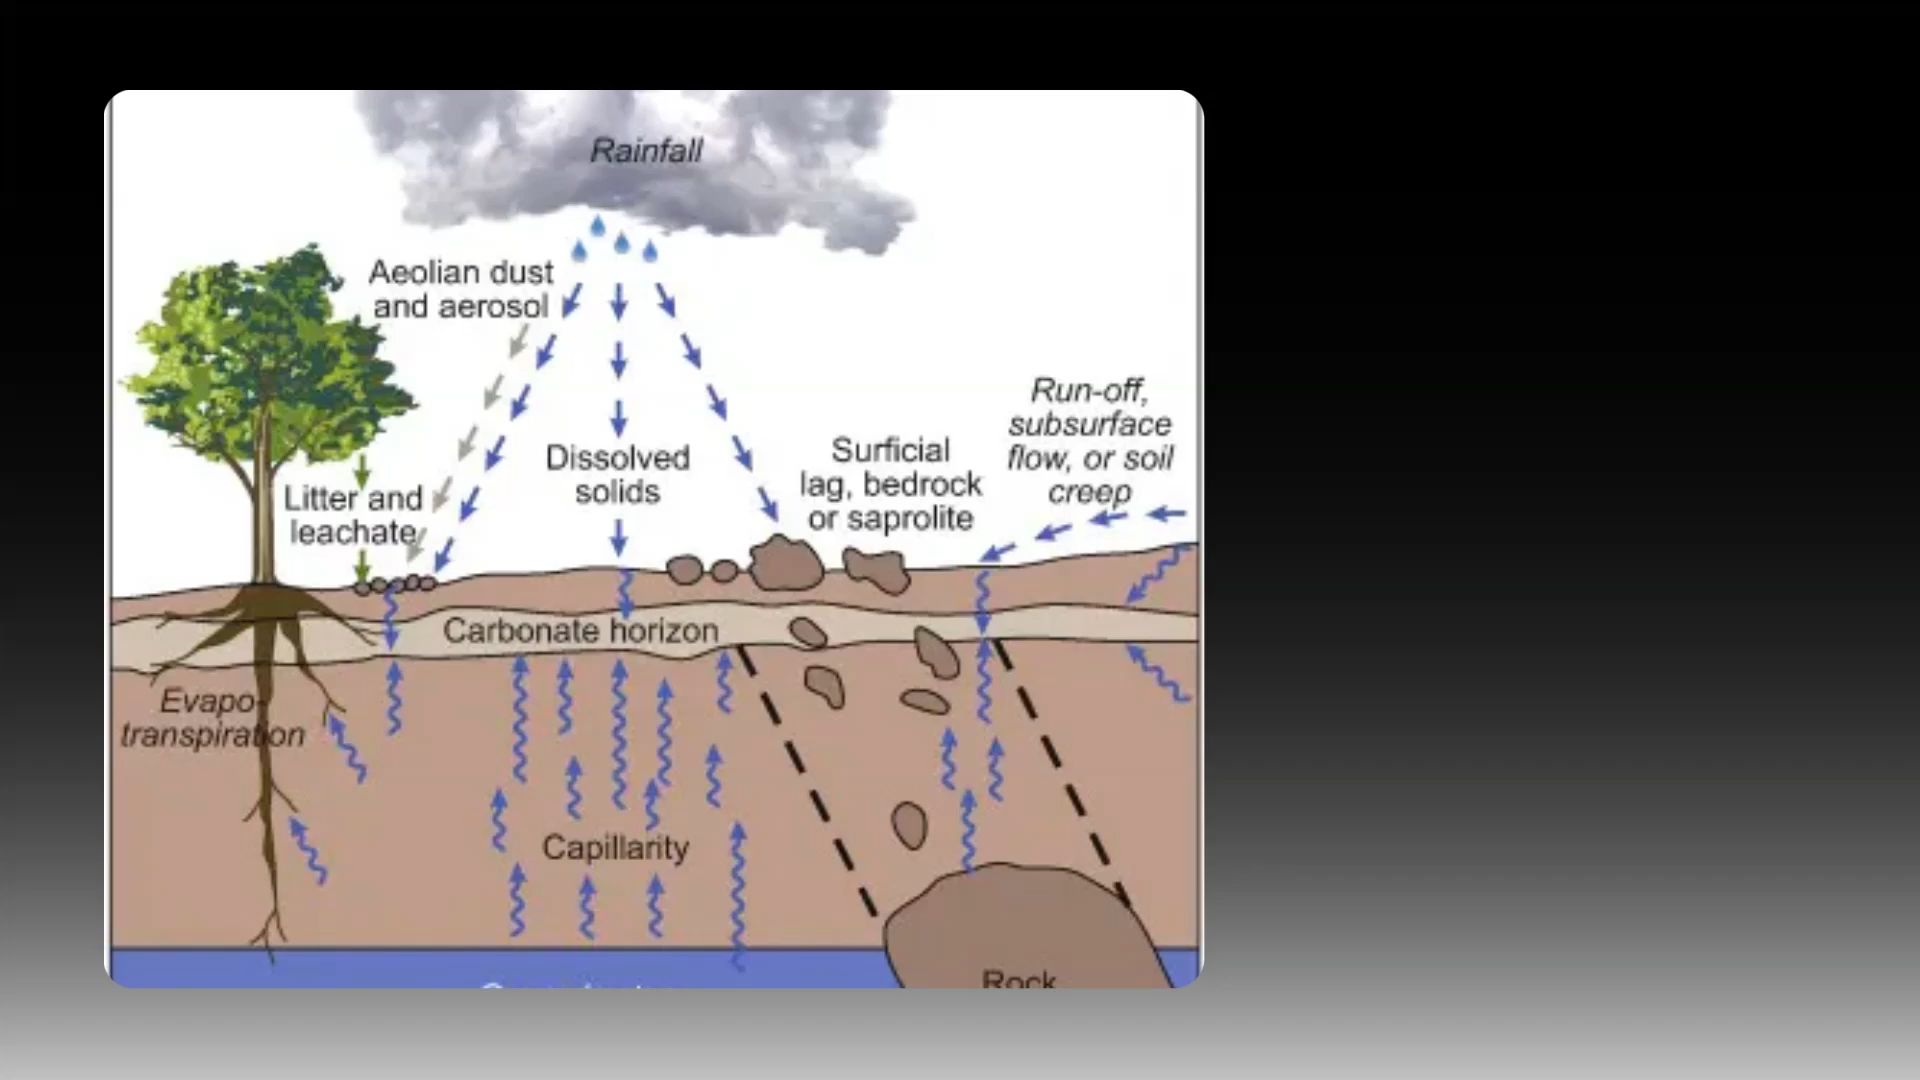 Rainfall
Aeolian dust
and aerosol
Run-off,
subsurface
flow, or soil
creep
Dissolved
solids
Surficial
lag, bedrock
or saprolite
Litter and
leachate
Carbonate horizon
Evapo-
transpiration
Capillarity
Rock